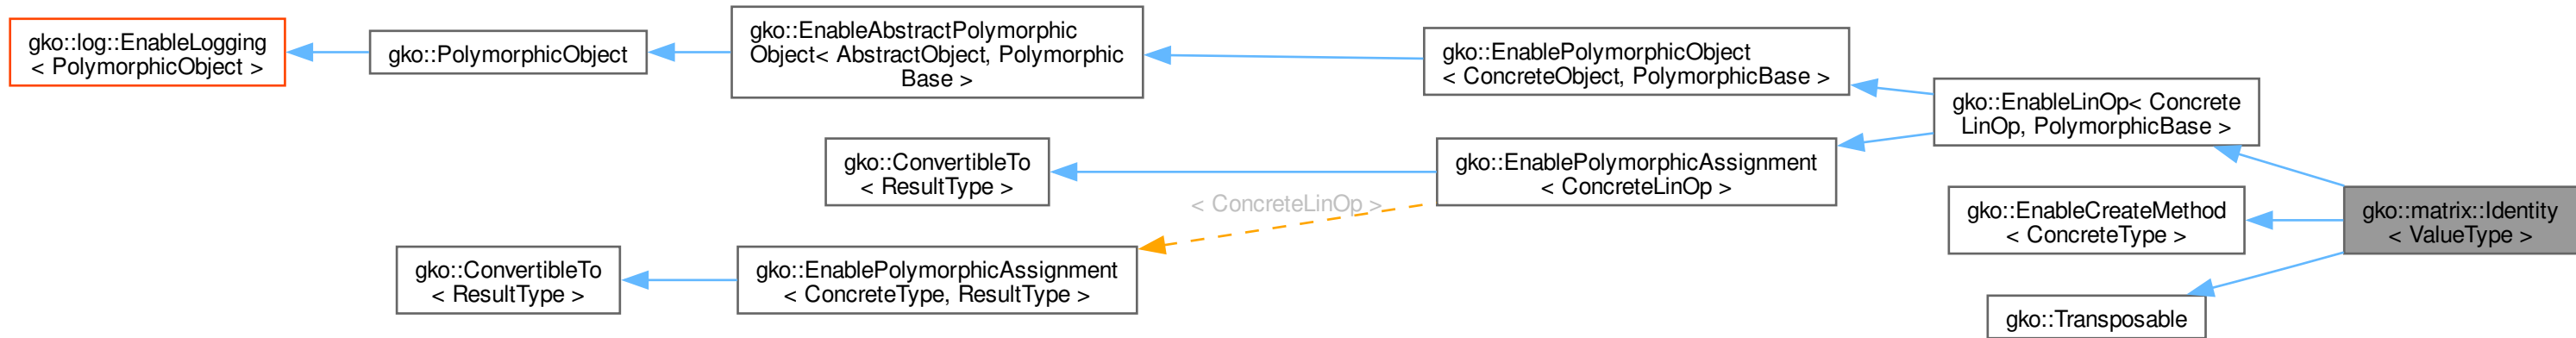 gko::log::EnableLogging
< PolymorphicObject >
gko::PolymorphicObject
gko::EnableAbstractPolymorphic
Object< AbstractObject, Polymorphic
Base >
gko::EnablePolymorphicObject
< ConcreteObject, PolymorphicBase >
gko::EnableLinOp< Concrete
LinOp, PolymorphicBase >
gko::ConvertibleTo
< ResultType >
gko::EnablePolymorphicAssignment
< ConcreteLinOp >
< ConcreteLinOp >
gko::ConvertibleTo
< ResultType >
gko::EnablePolymorphicAssignment
< ConcreteType, ResultType >
gko::EnableCreateMethod
< ConcreteType >
gko::matrix::Identity
< ValueType >
gko::Transposable